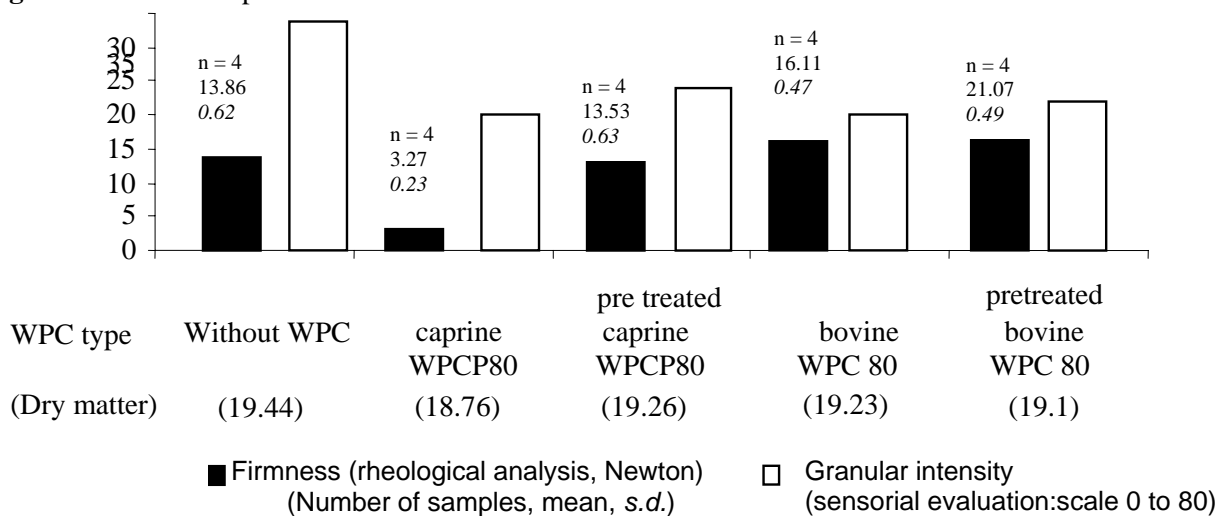 30
35
25
20
15
10
5
0
n = 4
13.86
0.62
n = 4
3.27
0.23
n = 4
13.53
0.63
n = 4
16.11
0.47
n = 4
21.07
0.49
WPC type
Without WPC
caprine
WPCP80
pre treated
caprine
WPCP80
bovine
WPC 80
pretreated
bovine
WPC 80
(Dry matter) (19.44) (18.76) (19.26) (19.23) (19.1)
Firmness (rheological analysis, Newton)
(Number of samples, mean, s.d.)
Granular intensity
(sensorial evaluation:scale 0 to 80)